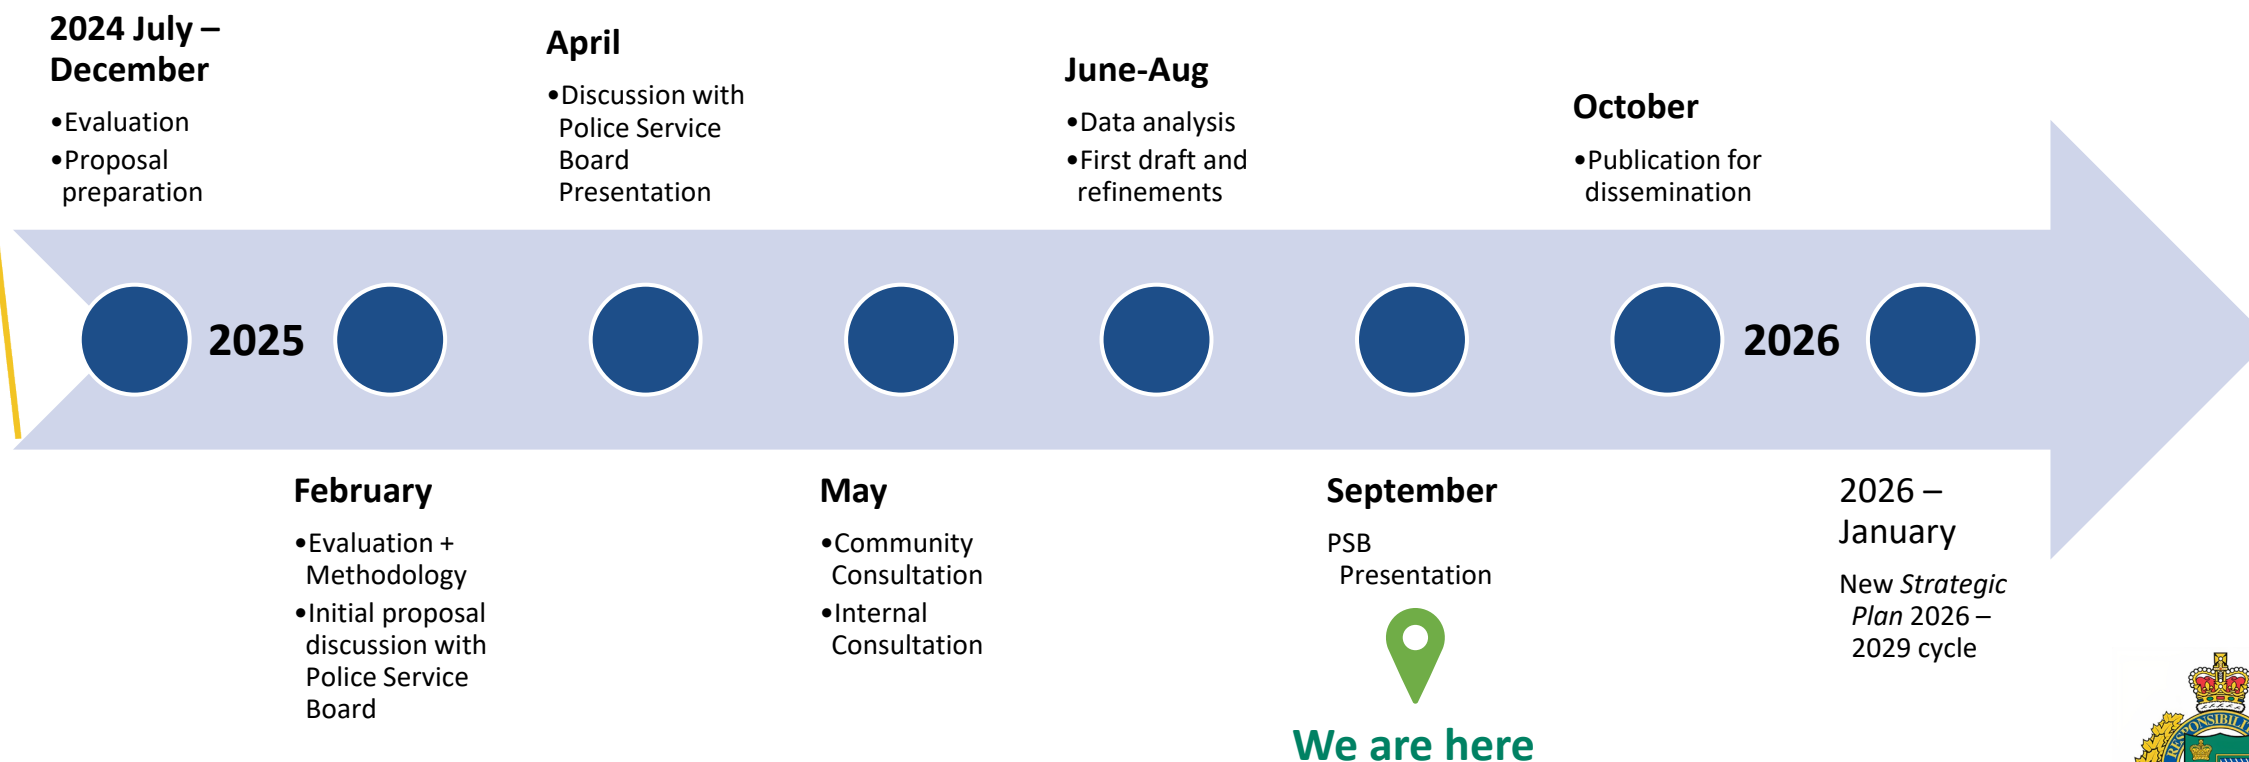 2024 July –
December
•Evaluation
•Proposal
preparation
April
•Discussion with
Police Service
Board
Presentation
June-Aug
•Data analysis
•First draft and
refinements
October
•Publication for
dissemination
2025
2026
February
•Evaluation +
Methodology
•Initial proposal
discussion with
Police Service
Board
May
•Community
Consultation
•Internal
Consultation
September
PSB
Presentation
We are here
2026 –
January
New Strategic
Plan 2026 –
2029 cycle